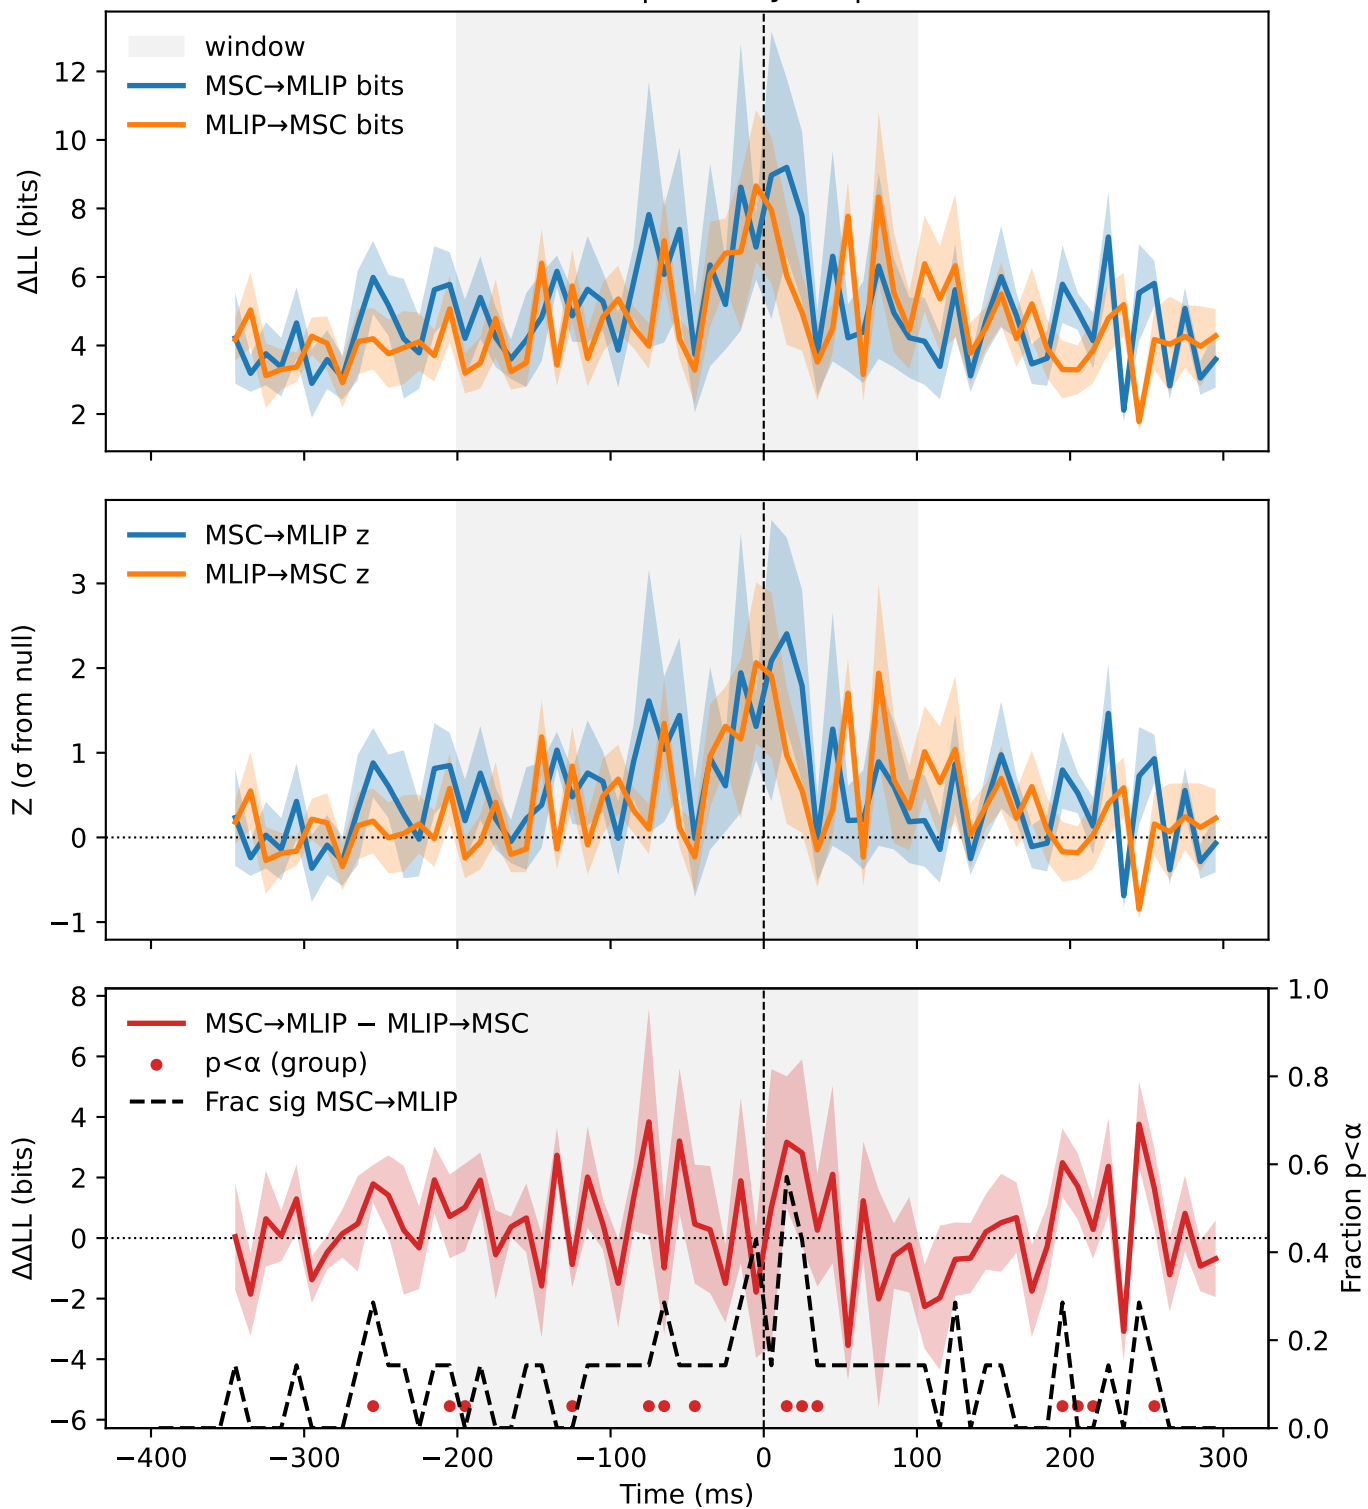 window
MSC→MLIP bits
MLIP→MSC bits
ΔLL (bits)
12
10
8
6
4
2
MSC→MLIP z
MLIP→MSC z
Z (σ from null)
3
2
1
0
−1
MSC→MLIP − MLIP→MSC
p<α (group)
Frac sig MSC→MLIP
ΔΔLL (bits)
8
6
4
2
0
−2
−4
−6
1.0
0.8
0.6
0.4
0.2
0.0
Fraction p<α
−400
−300
−200
−100
0
100
200
300
Time (ms)